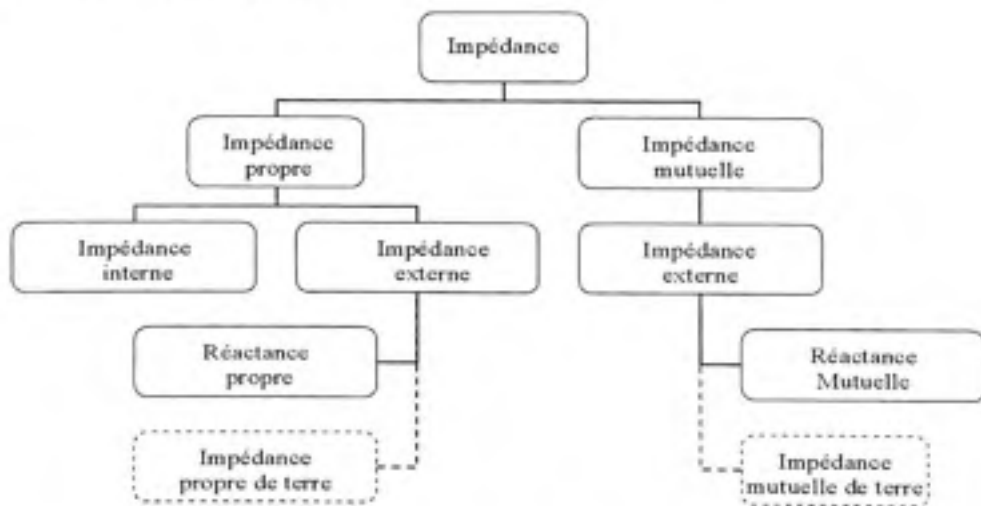 Impédance
Impédance
propre
Impédance
mutuelle
Impédance
interne
Impédance
externe
Impédance
externe
Réactance
propre
Réactance
Mutuelle
Impédance
propre de terre
Impédance
mutuelle de terre